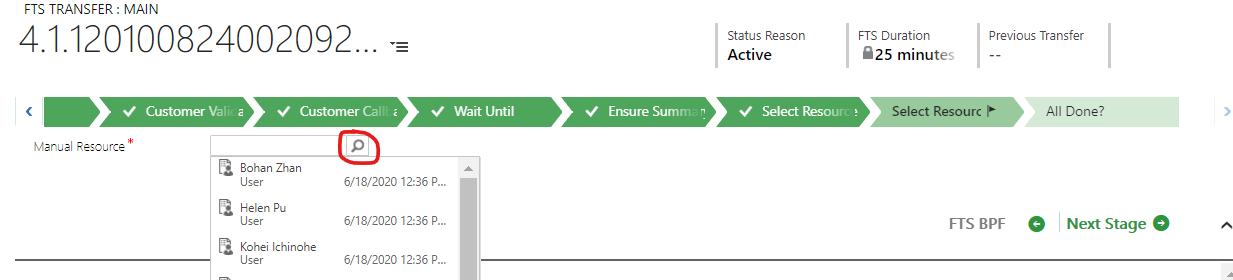 FTS TRANSFER : MAIN
4.1.120100824002092...
Status Reason
Active
FTS Duration
25 minutes
Previous Transfer
--
Customer Valida
Customer Callba
Wait Until
Ensure Summary
Select Resource
Select Resourc
All Done?
Manual Resource *
Bohan Zhan
User 6/18/2020 12:36 P...
Helen Pu
User 6/18/2020 12:36 P...
Kohei Ichinohe
User 6/18/2020 12:36 P...
FTS BPF
Next Stage